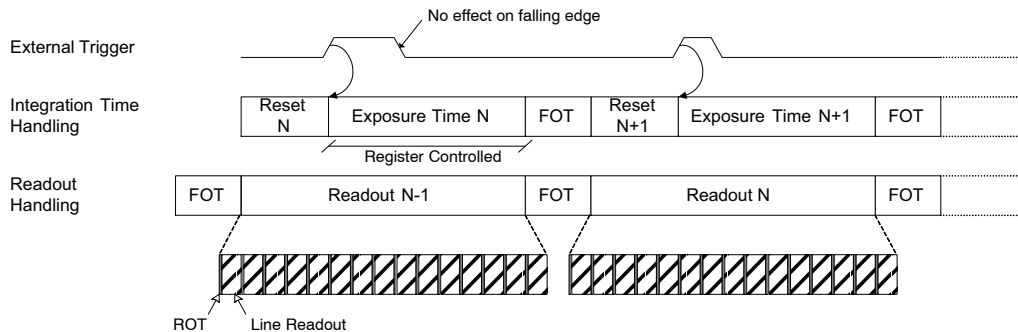 No effect on falling edge
External Trigger
Integration Time
Handling
Reset
N
Exposure Time N
FOT
Reset
N+1
Exposure Time N+1
FOT
Register Controlled
Readout
Handling
FOT
Readout N-1
FOT
Readout N
FOT
ROT
Line Readout